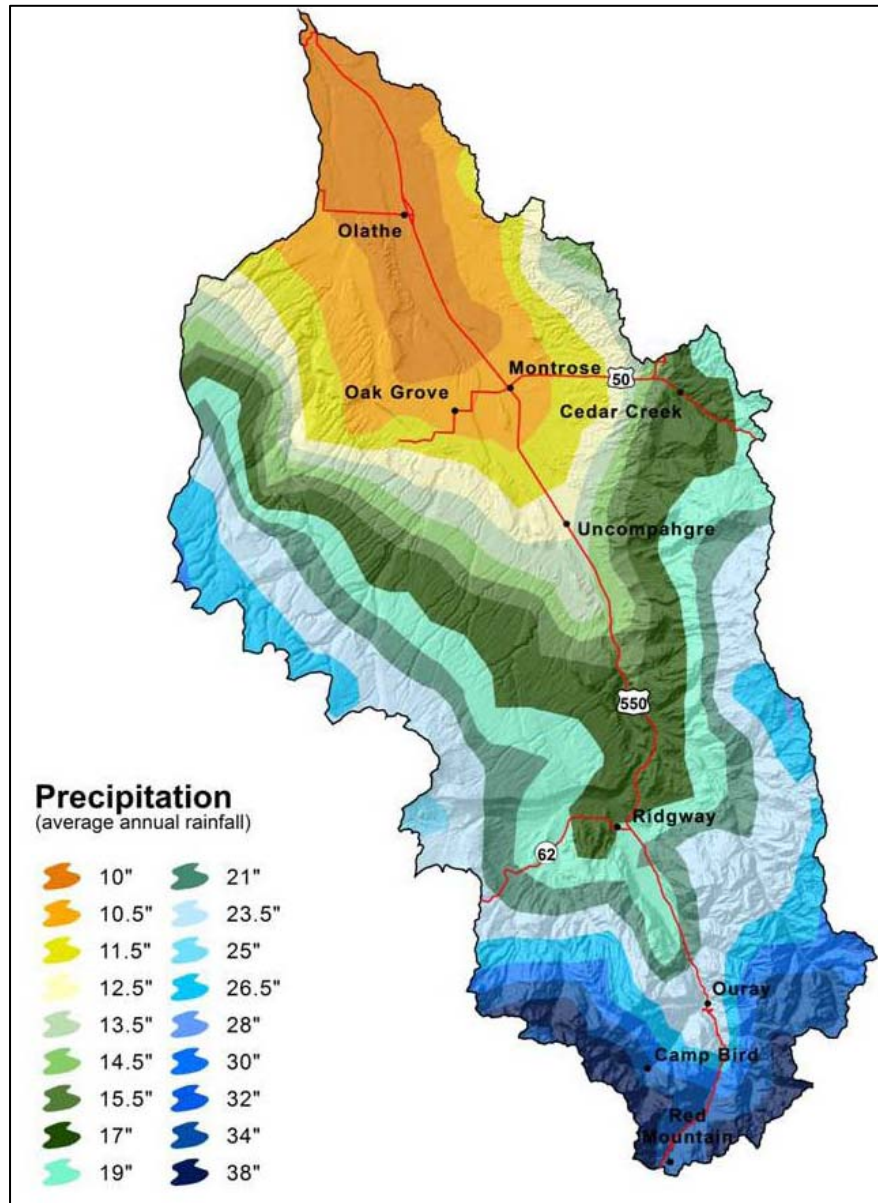 Olathe
Montrose
50
Oak Grove
Cedar Creek
Uncompahgre
550
Precipitation
(average annual rainfall)
Ridgway
62
10" 21"
10.5" 23.5"
11.5" 25"
12.5" 26.5"
13.5" 28"
14.5" 30"
15.5" 32"
17" 34"
19" 38"
Ouray
Camp Bird
Red
Mountain